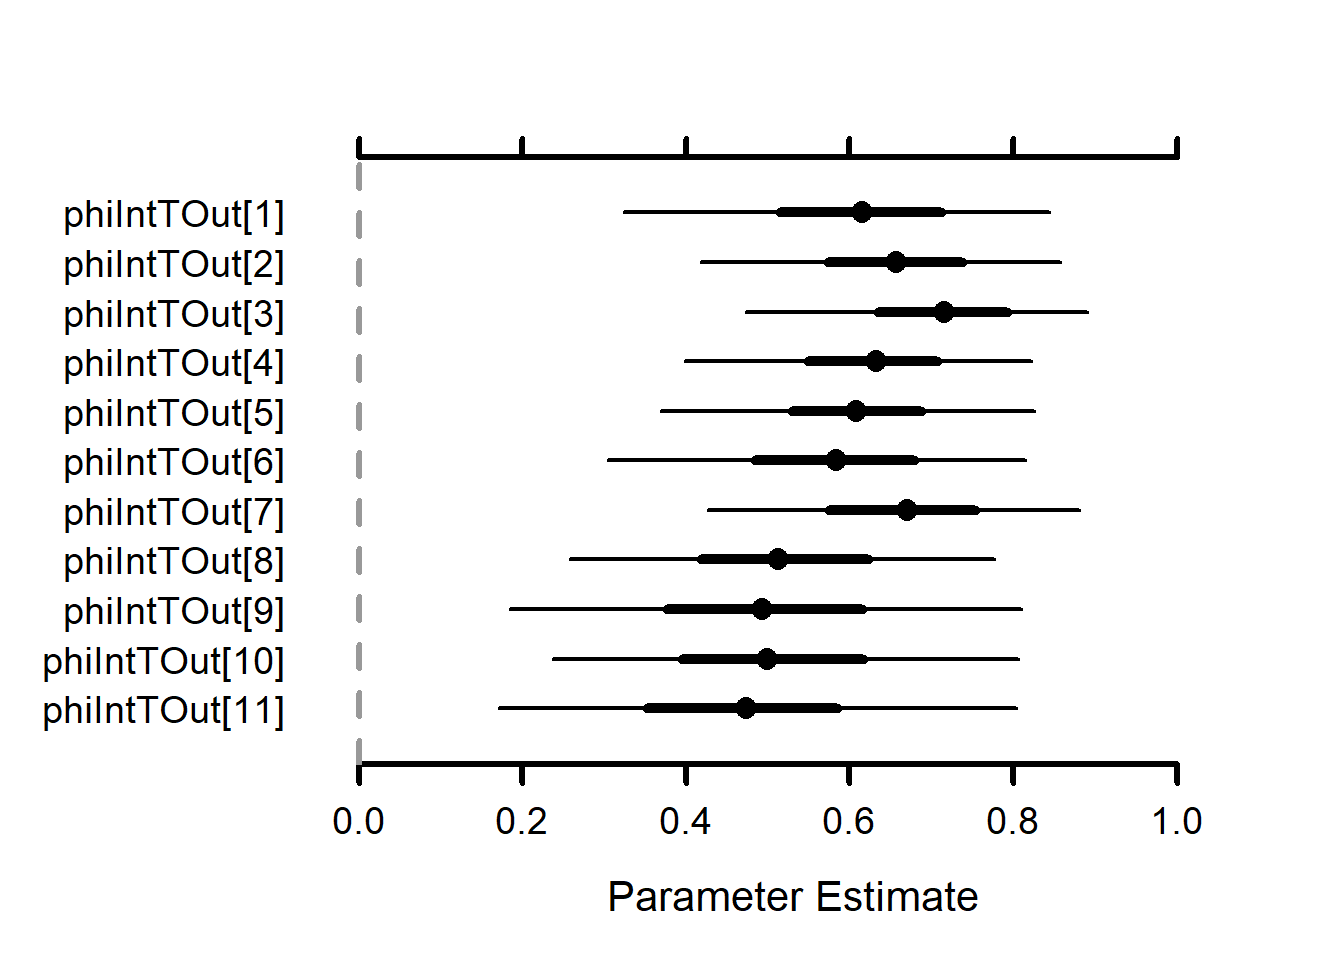 phiIntTOut[1]
phiIntTOut[2]
phiIntTOut[3]
phiIntTOut[4]
phiIntTOut[5]
phiIntTOut[6]
phiIntTOut[7]
phiIntTOut[8]
phiIntTOut[9]
phiIntTOut[10]
phiIntTOut[11]
0.0 0.2 0.4 0.6 0.8 1.0
Parameter Estimate